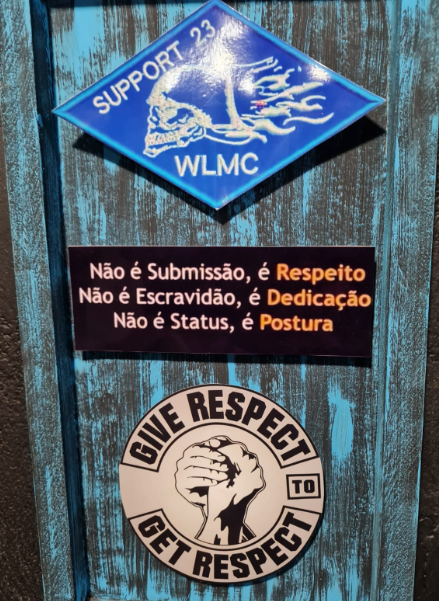 SUPPORT 23
WLMC
Não é Submissão, é Respeito
Não é Escravidão, é Dedicação
Não é Status, é Postura
GIVE RESPECT
TO
GET RESPECT